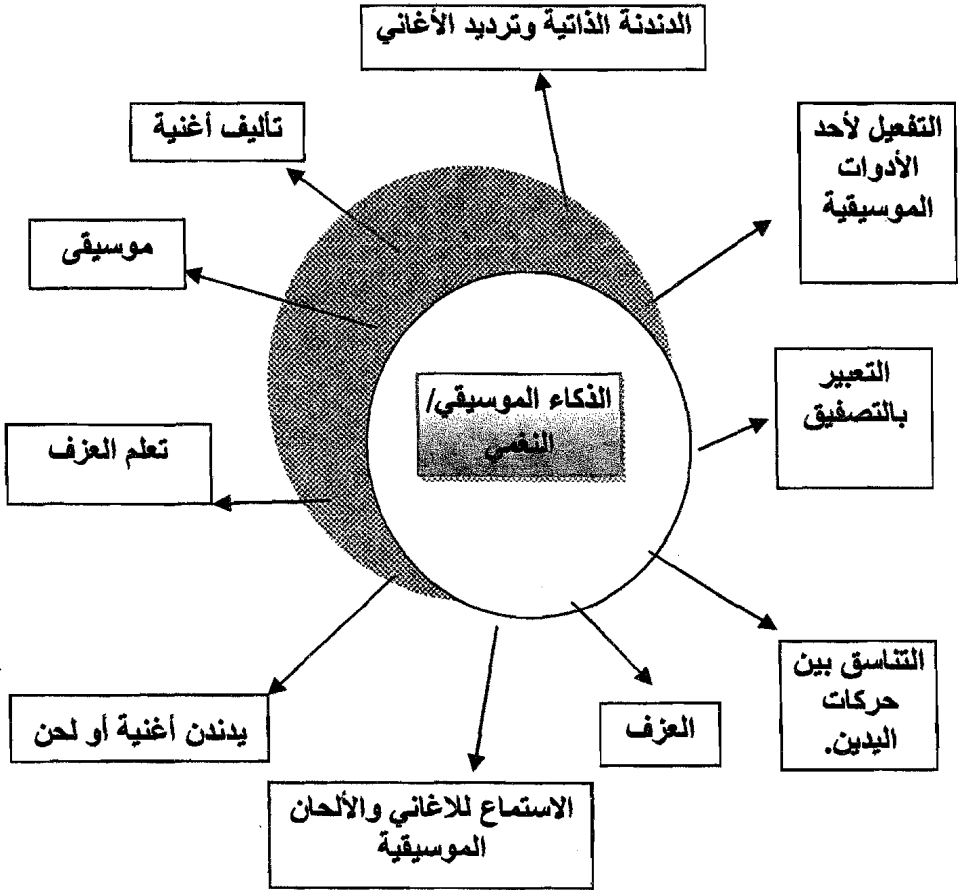 الدندنة الذاتية وترديد الأغاني
تأليف أغنية
التفعيل لأحد
الأدوات
الموسيقية
موسيقى
التعبير
بالتصفيق
الذكاء الموسيقي/
النغمي
تعلم العزف
التناسق بين
حركات
اليدين.
العزف
يدندن أغنية أو لحن
الاستماع للاغاني والألحان
الموسيقية